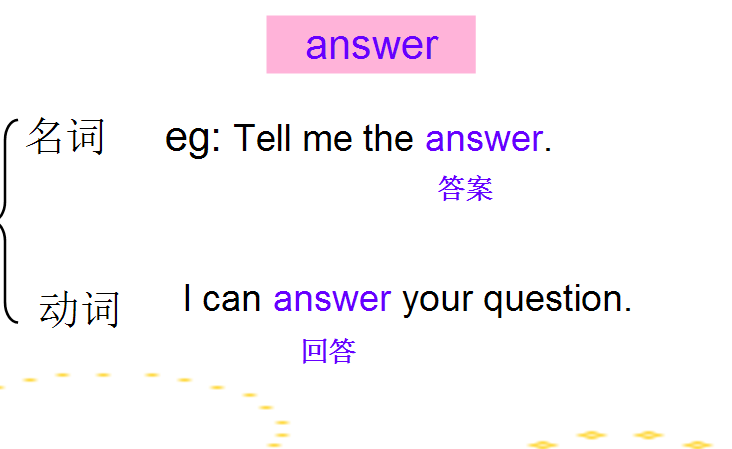 answer
名词 eg: Tell me the answer.
答案
动词 I can answer your question.
回答